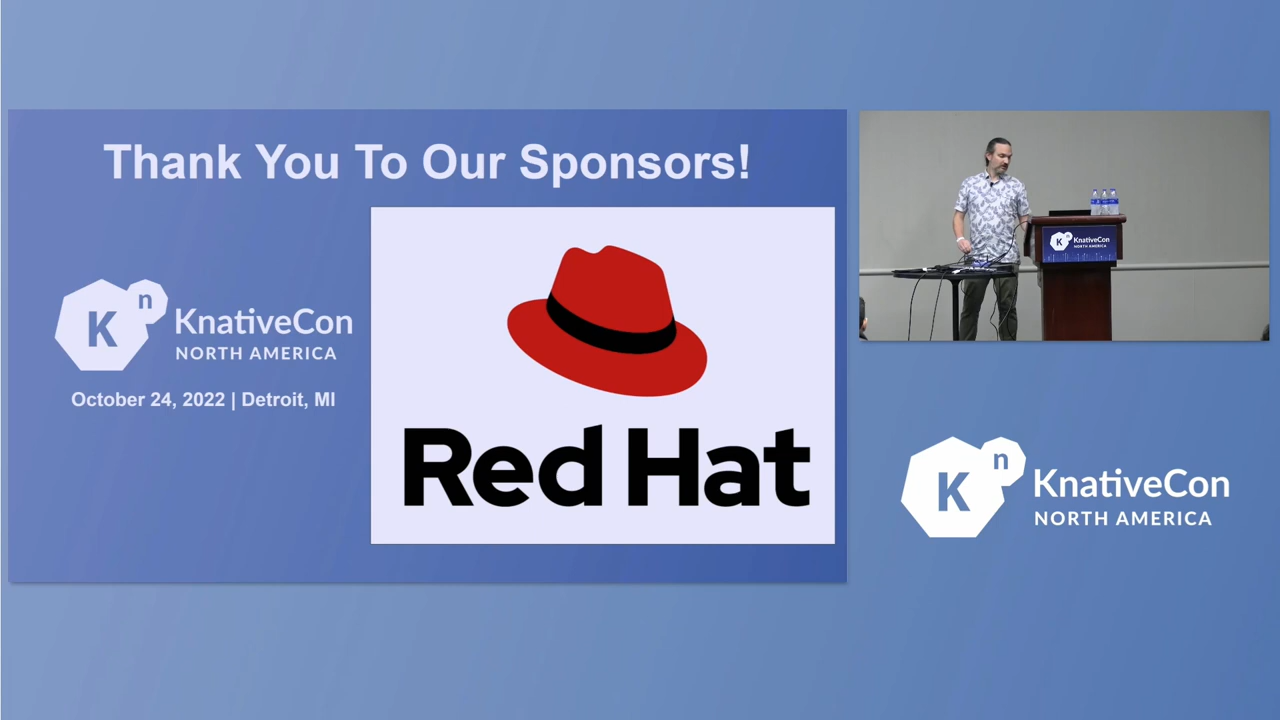 Thank You To Our Sponsors!
K n
KnativeCon
NORTH AMERICA
October 24, 2022 | Detroit, MI
Red Hat
K n
KnativeCon
NORTH AMERICA
K n
KnativeCon
NORTH AMERICA